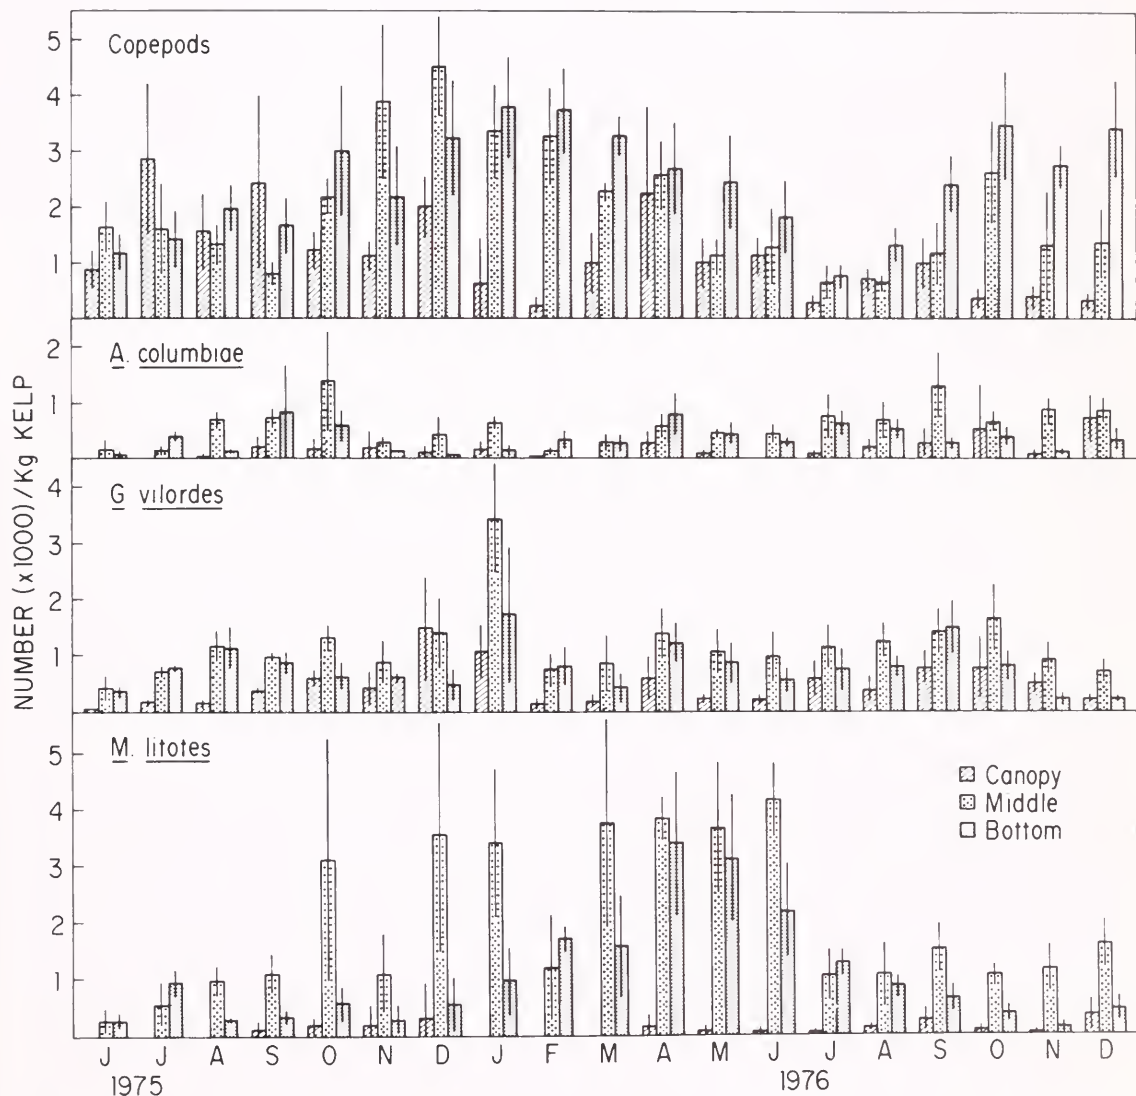 Copepods
5
4
3
2
1
A. columbiae
2
1
G vilordes
4
3
2
1
M. litotes
5
4
3
2
1
NUMBER (x1000)/Kg KELP
Canopy
Middle
Bottom
J J A S O N D J F M A M J J A S O N D
1975 1976